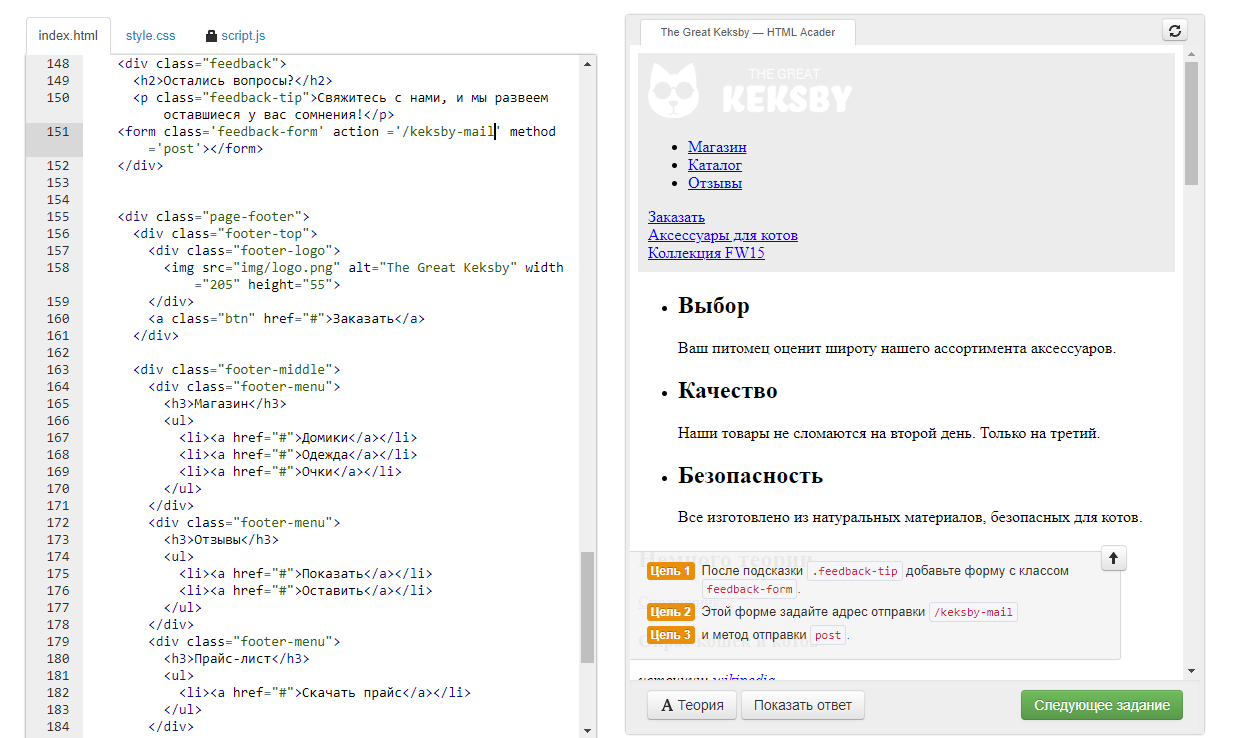 index.html style.css script.js
148 <div class="feedback">
149 <h2>Остались вопросы?</h2>
150 <p class="feedback-tip">Свяжитесь с нами, и мы развеем
оставшиеся у вас сомнения!</p>
151 <form class='feedback-form' action ='/keksby-mail' method
='post'></form>
152 </div>
153
154
155 <div class="page-footer">
156 <div class="footer-top">
157 <div class="footer-logo">
158 <img src="img/logo.png" alt="The Great Keksby" width
="205" height="55">
159 </div>
160 <a class="btn" href="#">Заказать</a>
161 </div>
162
163 <div class="footer-middle">
164 <div class="footer-menu">
165 <h3>Магазин</h3>
166 <ul>
167 <li><a href="#">Домики</a></li>
168 <li><a href="#">Одежда</a></li>
169 <li><a href="#">Очки</a></li>
170 </ul>
171 </div>
172 <div class="footer-menu">
173 <h3>Отзывы</h3>
174 <ul>
175 <li><a href="#">Показать</a></li>
176 <li><a href="#">Оставить</a></li>
177 </ul>
178 </div>
179 <div class="footer-menu">
180 <h3>Прайс-лист</h3>
181 <ul>
182 <li><a href="#">Скачать прайс</a></li>
183 </ul>
184 </div>
The Great Keksby — HTML Acader
THE GREAT
KEKSBY
Магазин
Каталог
Отзывы
Заказать
Аксессуары для котов
Коллекция FW15
Выбор
Ваш питомец оценит широту нашего ассортимента аксессуаров.
Качество
Наши товары не сломаются на второй день. Только на третий.
Безопасность
Все изготовлено из натуральных материалов, безопасных для котов.
Немного теории
Цель 1 После подсказки .feedback-tip добавьте форму с классом
feedback-form.
Цель 2 Этой форме задайте адрес отправки /keksby-mail
Цель 3 и метод отправки post.
wikipedia
A Теория Показать ответ Следующее задание